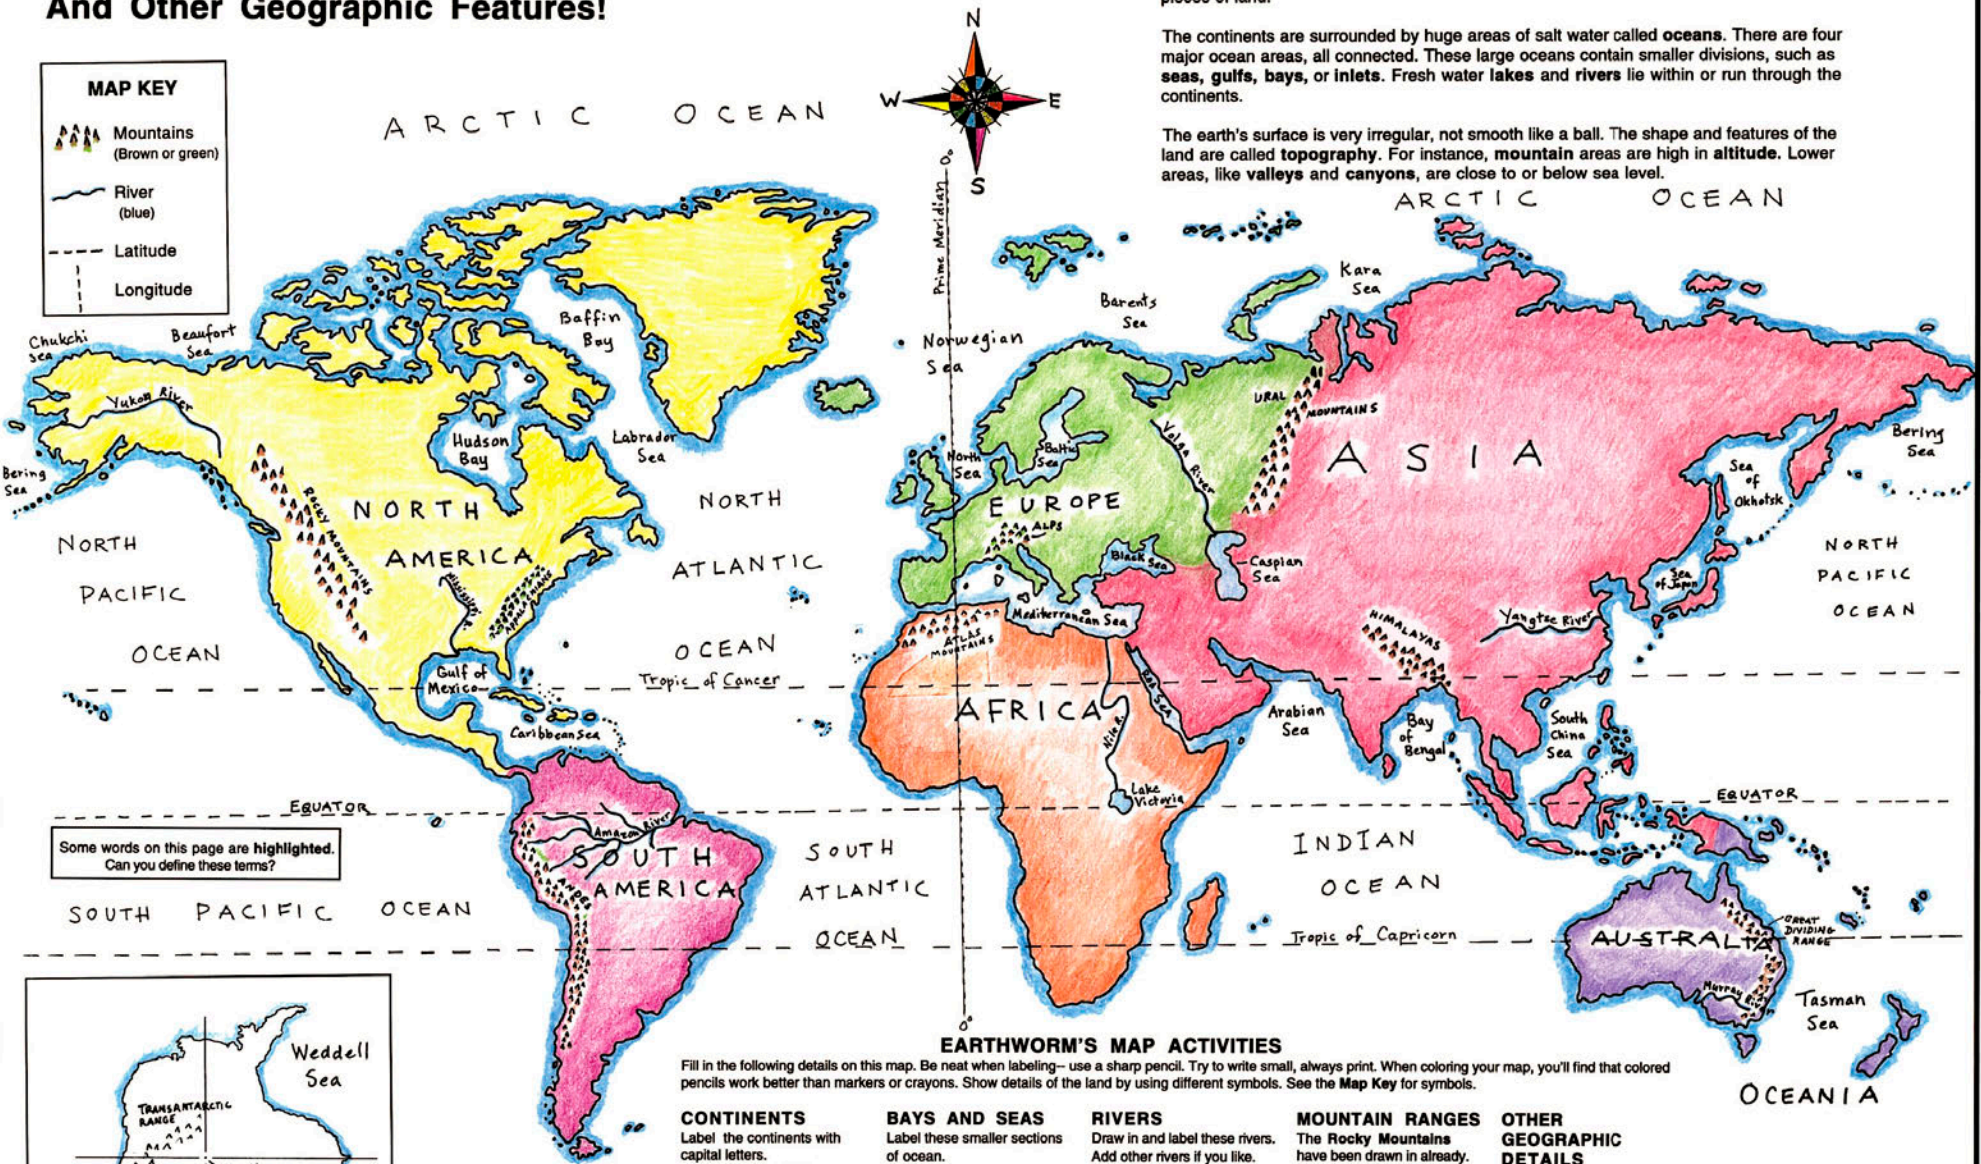 And Other Geographic Features!
pieces of land.
The continents are surrounded by huge areas of salt water called oceans. There are four
major ocean areas, all connected. These large oceans contain smaller divisions, such as
seas, gulfs, bays, or inlets. Fresh water lakes and rivers lie within or run through the
continents.
The earth's surface is very irregular, not smooth like a ball. The shape and features of the
land are called topography. For instance, mountain areas are high in altitude. Lower
areas, like valleys and canyons, are close to or below sea level.
N
W
E
S
MAP KEY
Mountains
(Brown or green)
River
(blue)
Latitude
Longitude
ARCTIC OCEAN
ARCTIC OCEAN
0°
Prime Meridian
Chukchi
Sea
Beaufort
Sea
Baffin
Bay
Norwegian
Sea
Barents
Sea
Kara
Sea
Yukon River
Hudson
Bay
Labrador
Sea
Bering
Sea
North
Sea
Baltic
Sea
Volga River
URAL
MOUNTAINS
ASIA
Bering
Sea
Sea
of
Okhotsk
ROCKY MOUNTAINS
NORTH
AMERICA
Mississippi R.
APPALACHIANS
NORTH
PACIFIC
OCEAN
NORTH
ATLANTIC
OCEAN
EUROPE
ALPS
Black Sea
Caspian
Sea
Mediterranean Sea
ATLAS
MOUNTAINS
HIMALAYAS
Yangtse River
Sea
of Japan
NORTH
PACIFIC
OCEAN
Gulf of
Mexico
Tropic of Cancer
Caribbean Sea
AFRICA
Red Sea
Nile R.
Lake
Victoria
Arabian
Sea
Bay
of
Bengal
South
China
Sea
EQUATOR
EQUATOR
Some words on this page are highlighted.
Can you define these terms?
SOUTH PACIFIC OCEAN
Amazon River
SOUTH
AMERICA
ANDES
SOUTH
ATLANTIC
OCEAN
INDIAN
OCEAN
Tropic of Capricorn
AUSTRALIA
GREAT
DIVIDING
RANGE
Murray River
Tasman
Sea
OCEANIA
0°
Weddell
Sea
TRANSANTARCTIC
RANGE
EARTHWORM'S MAP ACTIVITIES
Fill in the following details on this map. Be neat when labeling-- use a sharp pencil. Try to write small, always print. When coloring your map, you'll find that colored
pencils work better than markers or crayons. Show details of the land by using different symbols. See the Map Key for symbols.
CONTINENTS
Label the continents with
capital letters.
BAYS AND SEAS
Label these smaller sections
of ocean.
RIVERS
Draw in and label these rivers.
Add other rivers if you like.
MOUNTAIN RANGES
The Rocky Mountains
have been drawn in already.
OTHER
GEOGRAPHIC
DETAILS